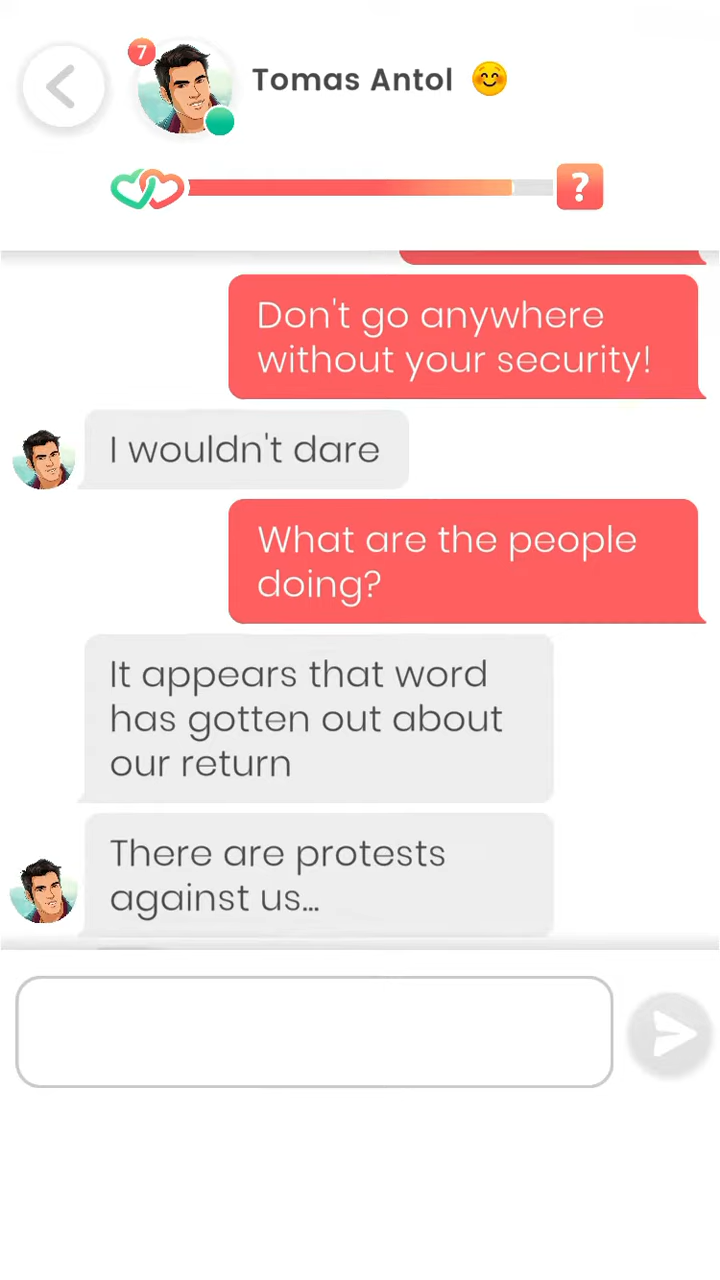 7
Tomas Antol
?
Don't go anywhere
without your security!
I wouldn't dare
What are the people
doing?
It appears that word
has gotten out about
our return
There are protests
against us...